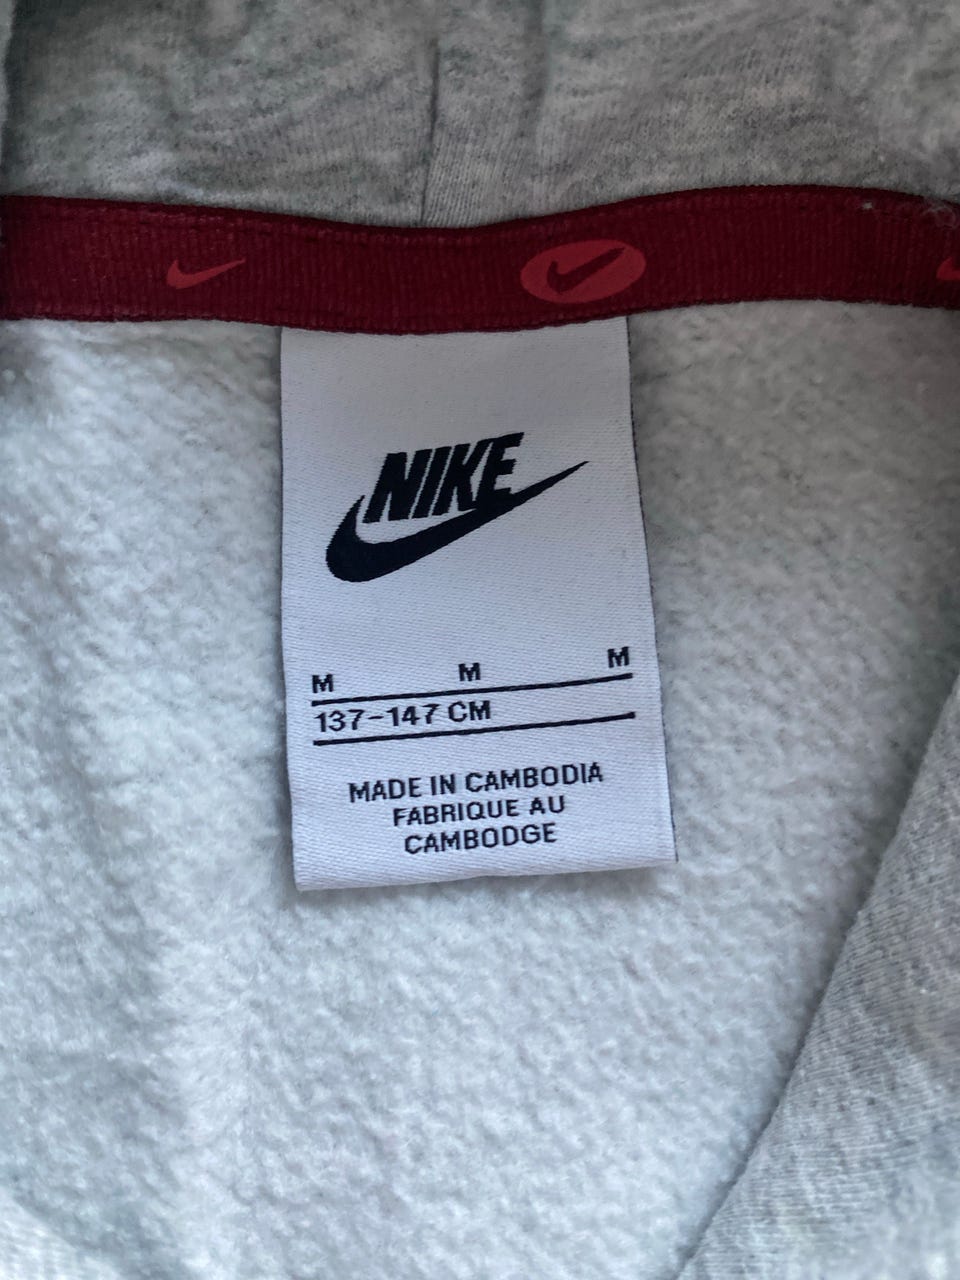 NIKE
M M M
137-147 CM
MADE IN CAMBODIA
FABRIQUE AU
CAMBODGE